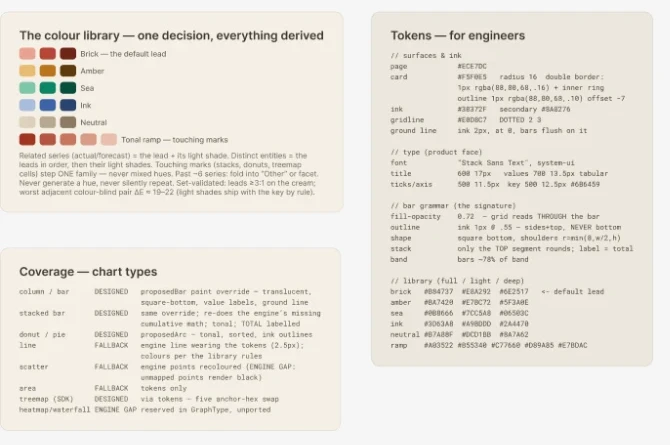 The colour library — one decision, everything derived
Brick — the default lead
Amber
Sea
Ink
Neutral
Tonal ramp — touching marks
Related series (actual/forecast) = the lead + its light shade. Distinct entities = the
leads in order, then their light shades. Touching marks (stacks, donuts, treemap
cells) step ONE family — never mixed hues. Past ~6 series: fold into "Other" or facet.
Never generate a hue, never silently repeat. Set-validated: leads ≥3:1 on the cream;
worst adjacent colour-blind pair ΔE = 19–22 (light shades ship with the key by rule).
Coverage — chart types
column / bar DESIGNED proposedBar paint override — translucent,
square-bottom, value labels, ground line
stacked bar DESIGNED same override; re-does the engine's missing
cumulative math; tonal; TOTAL labelled
donut / pie DESIGNED proposedArc — tonal, sorted, ink outlines
line FALLBACK engine line wearing the tokens (2.5px);
colours per the library rules
scatter FALLBACK engine points recoloured (ENGINE GAP:
unmapped points render black)
area FALLBACK tokens only
treemap (SDK) DESIGNED via tokens — five anchor-hex swap
heatmap/waterfall ENGINE GAP reserved in GraphType, unported
Tokens — for engineers
// surfaces & ink
page #ECE7DC
card #F5F0E5 radius 16 double border:
1px rgba(88,80,68,.16) + inner ring
outline 1px rgba(88,80,68,.10) offset -7
ink #38372F secondary #8A8276
gridline #E0D8C7 DOTTED 2 3
ground line ink 2px, at 0, bars flush on it
// type (product face)
font "Stack Sans Text", system-ui
title 600 17px values 700 13.5px tabular
ticks/axis 500 11.5px key 500 12.5px #6B6459
// bar grammar (the signature)
fill-opacity 0.72 — grid reads THROUGH the bar
outline ink 1px @ .55 — sides+top, NEVER bottom
shape square bottom, shoulders r=min(8,w/2,h)
stack only the TOP segment rounds; label = total
band bars ~78% of band
// library (full / light / deep)
brick #B84737 #E8A292 #6E2517 <- default lead
amber #BA7420 #E7BC72 #5F3A0E
sea #0B8666 #7CC5A8 #06503C
ink #3D63A8 #A9BDDD #2A4470
neutral #B7A88F #DCD1BB #8A7A62
ramp #A03522 #B55340 #C77660 #D89A85 #E7BDAC